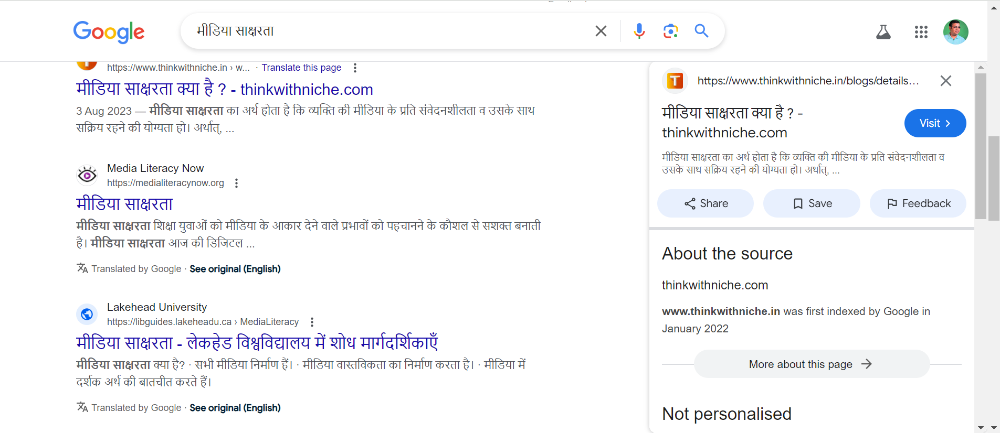 Google
मीडिया साक्षरता
https://www.thinkwithniche.in › w... · Translate this page
मीडिया साक्षरता क्या है ? - thinkwithniche.com
3 Aug 2023 — मीडिया साक्षरता का अर्थ होता है कि व्यक्ति की मीडिया के प्रति संवेदनशीलता व उसके साथ
सक्रिय रहने की योग्यता हो। अर्थात्, ...
Media Literacy Now
https://medialiteracynow.org
मीडिया साक्षरता
मीडिया साक्षरता शिक्षा युवाओं को मीडिया के आकार देने वाले प्रभावों को पहचानने के कौशल से सशक्त बनाती
है। मीडिया साक्षरता आज की डिजिटल ...
Translated by Google · See original (English)
Lakehead University
https://libguides.lakeheadu.ca › MediaLiteracy
मीडिया साक्षरता - लेकहेड विश्वविद्यालय में शोध मार्गदर्शिकाएँ
मीडिया साक्षरता क्या है? · सभी मीडिया निर्माण हैं। · मीडिया वास्तविकता का निर्माण करता है। · मीडिया में
दर्शक अर्थ की बातचीत करते हैं।
Translated by Google · See original (English)
T https://www.thinkwithniche.in/blogs/details...
मीडिया साक्षरता क्या है ? -
thinkwithniche.com
Visit
मीडिया साक्षरता का अर्थ होता है कि व्यक्ति की मीडिया के प्रति संवेदनशीलता व
उसके साथ सक्रिय रहने की योग्यता हो। अर्थात्, ...
Share Save Feedback
About the source
thinkwithniche.com
www.thinkwithniche.in was first indexed by Google in
January 2022
More about this page
Not personalised